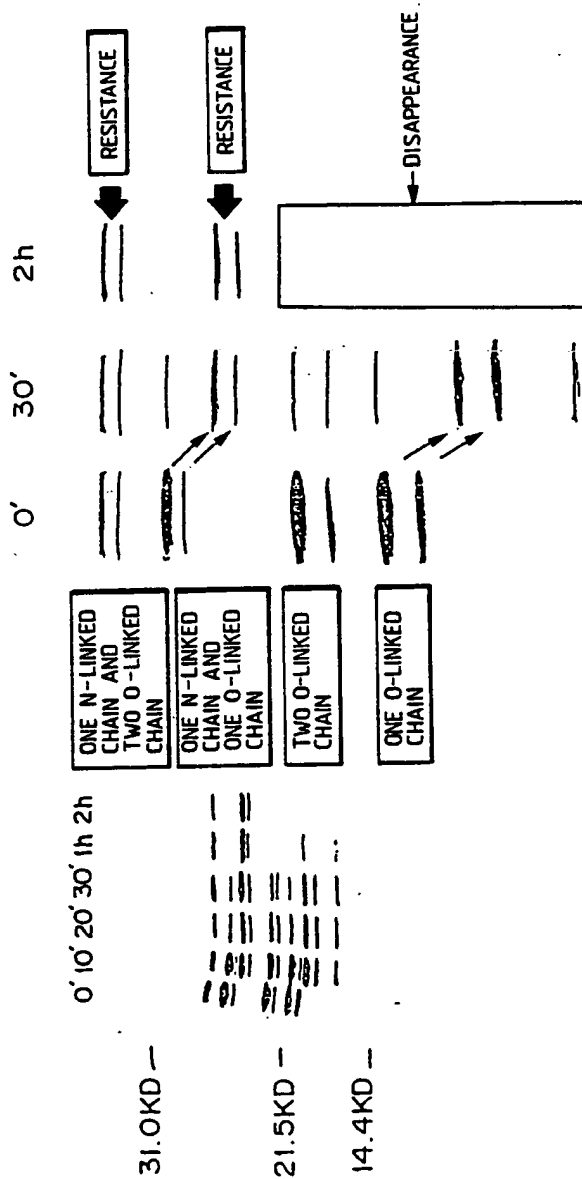 0' 10' 20' 30' 1h 2h
31.0KD
21.5KD
14.4KD
ONE N-LINKED
CHAIN AND
TWO O-LINKED
CHAIN
ONE N-LINKED
CHAIN AND
ONE O-LINKED
CHAIN
TWO O-LINKED
CHAIN
ONE O-LINKED
CHAIN
0'
30'
2h
RESISTANCE
RESISTANCE
DISAPPEARANCE